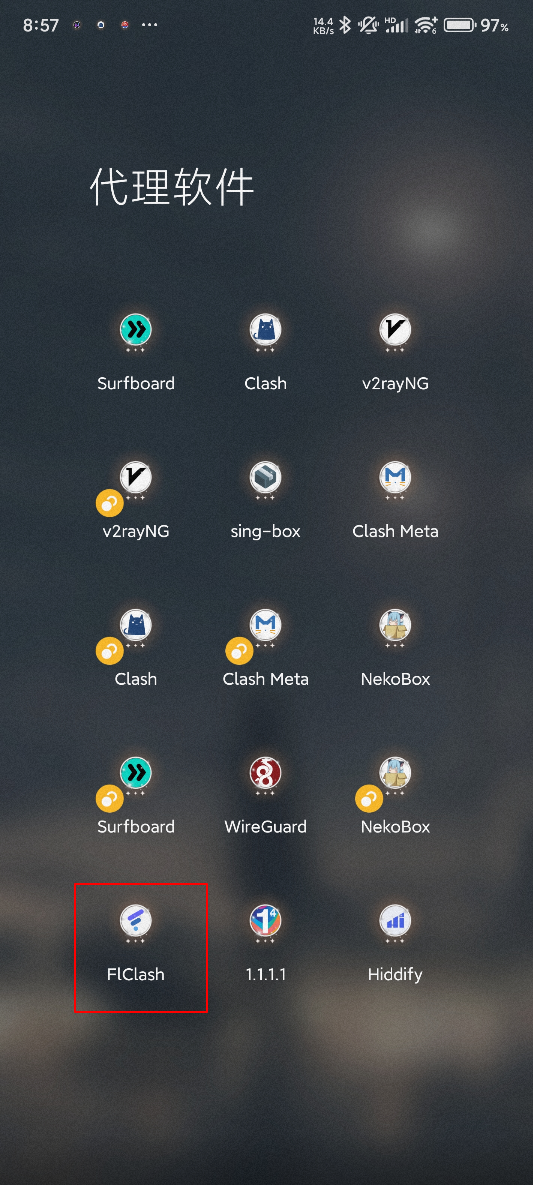 8:57
14.4
KB/s
HD
6
97%
代理软件
Surfboard
Clash
v2rayNG
v2rayNG
sing-box
Clash Meta
Clash
Clash Meta
NekoBox
Surfboard
WireGuard
NekoBox
FlClash
1.1.1.1
Hiddify